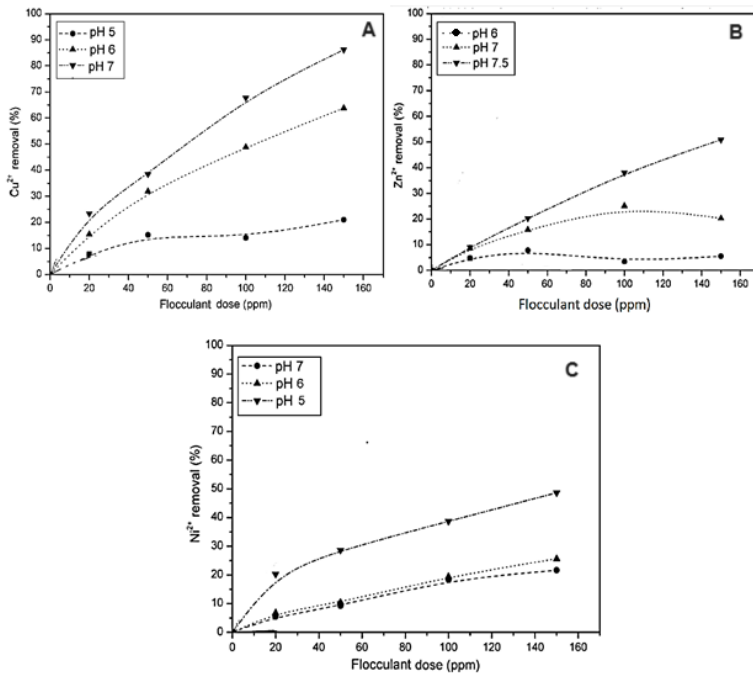 A
pH 5
pH 6
pH 7
Cu²⁺ removal (%)
100
90
80
70
60
50
40
30
20
10
0
0 20 40 60 80 100 120 140 160
Flocculant dose (ppm)
B
pH 6
pH 7
pH 7.5
Zn²⁺ removal (%)
100
90
80
70
60
50
40
30
20
10
0
0 20 40 60 80 100 120 140 160
Flocculant dose (ppm)
C
pH 7
pH 6
pH 5
Ni²⁺ removal (%)
100
90
80
70
60
50
40
30
20
10
0
0 20 40 60 80 100 120 140 160
Flocculant dose (ppm)